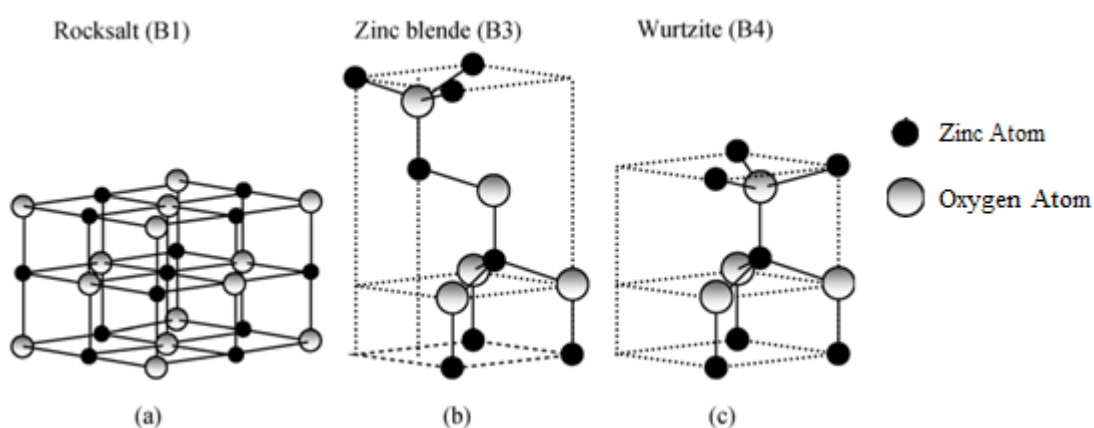 Rocksalt (B1)
Zinc blende (B3)
Wurtzite (B4)
Zinc Atom
Oxygen Atom
(a)
(b)
(c)